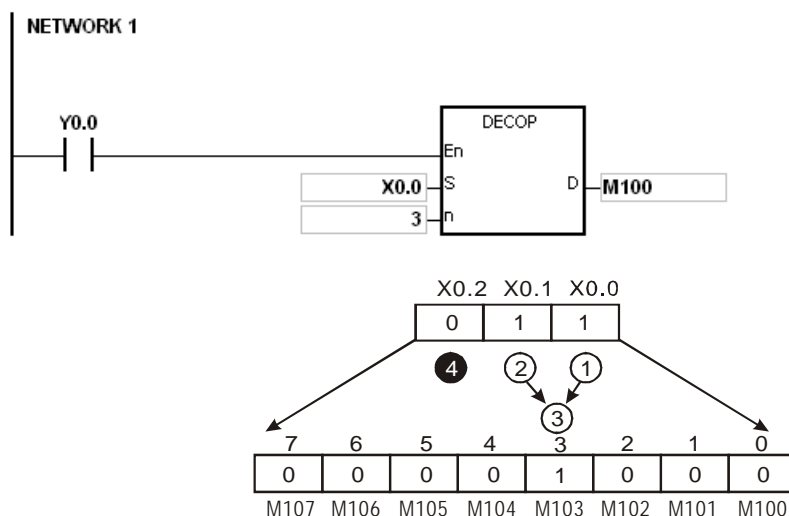 NETWORK 1
Y0.0
DECOP
En
X0.0 S D M100
3 n
X0.2 X0.1 X0.0
0 1 1
4 2 1
3
7 6 5 4 3 2 1 0
0 0 0 0 1 0 0 0
M107 M106 M105 M104 M103 M102 M101 M100